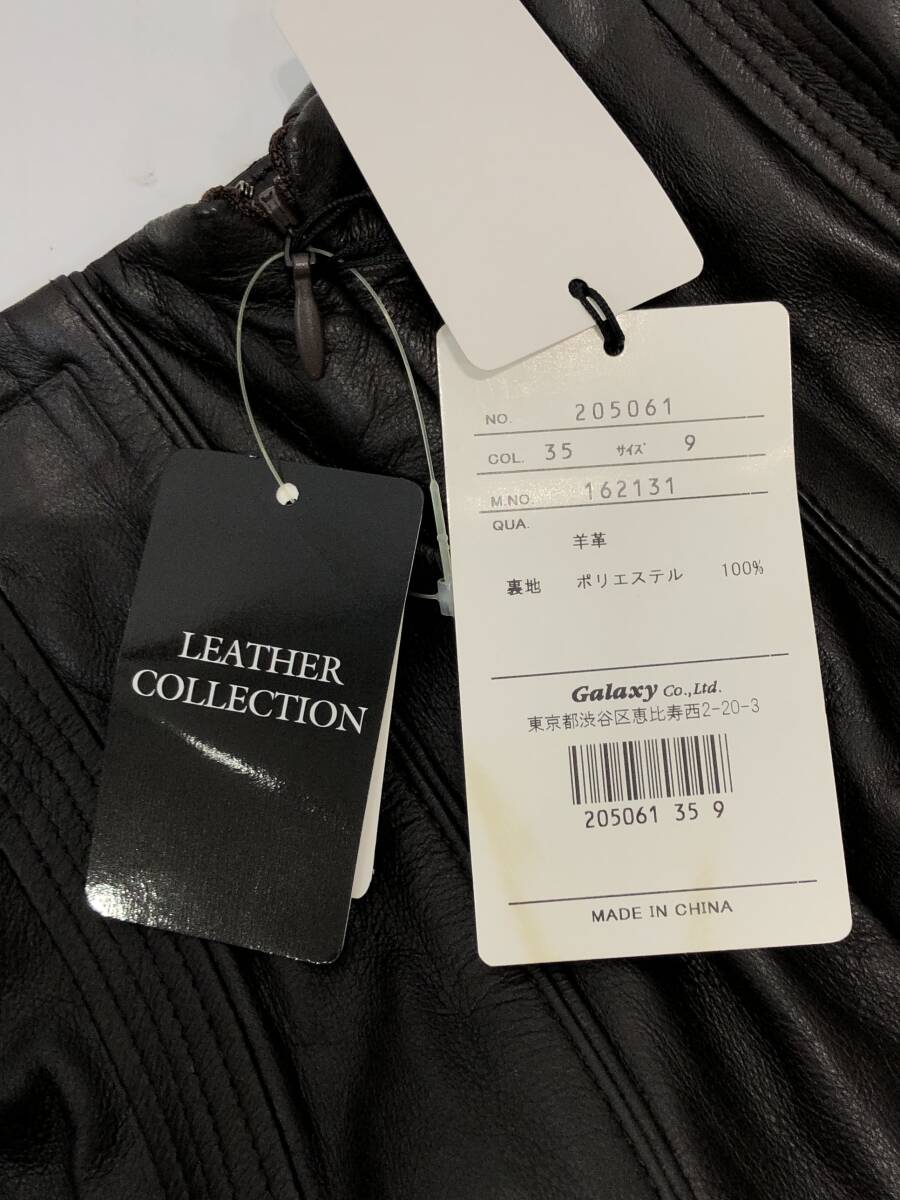 LEATHER
COLLECTION
NO. 205061
COL. 35 サイズ 9
M.NO. 162131
QUA.
羊革
裏地 ポリエステル 100%
Galaxy Co.,Ltd.
東京都渋谷区恵比寿西2-20-3
205061 35 9
MADE IN CHINA